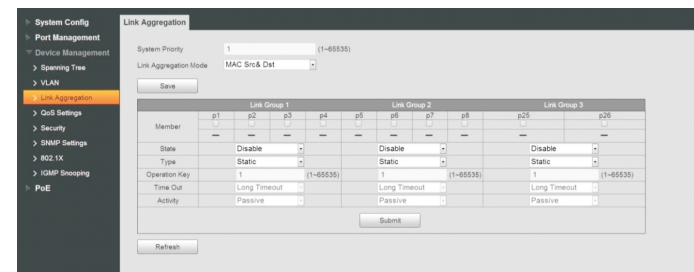 System Config
Port Management
Device Management
Spanning Tree
VLAN
Link Aggregation
QoS Settings
Security
SNMP Settings
802.1X
IGMP Snooping
PoE
Link Aggregation
System Priority 1 (1~65535)
Link Aggregation Mode MAC Src& Dst
Save
Link Group 1 Link Group 2 Link Group 3
Member p1 p2 p3 p4 p5 p6 p7 p8 p25 p26
— — — — — — — — — —
State Disable Disable Disable
Type Static Static Static
Operation Key 1 (1~65535) 1 (1~65535) 1 (1~65535)
Time Out Long Timeout Long Timeout Long Timeout
Activity Passive Passive Passive
Submit
Refresh